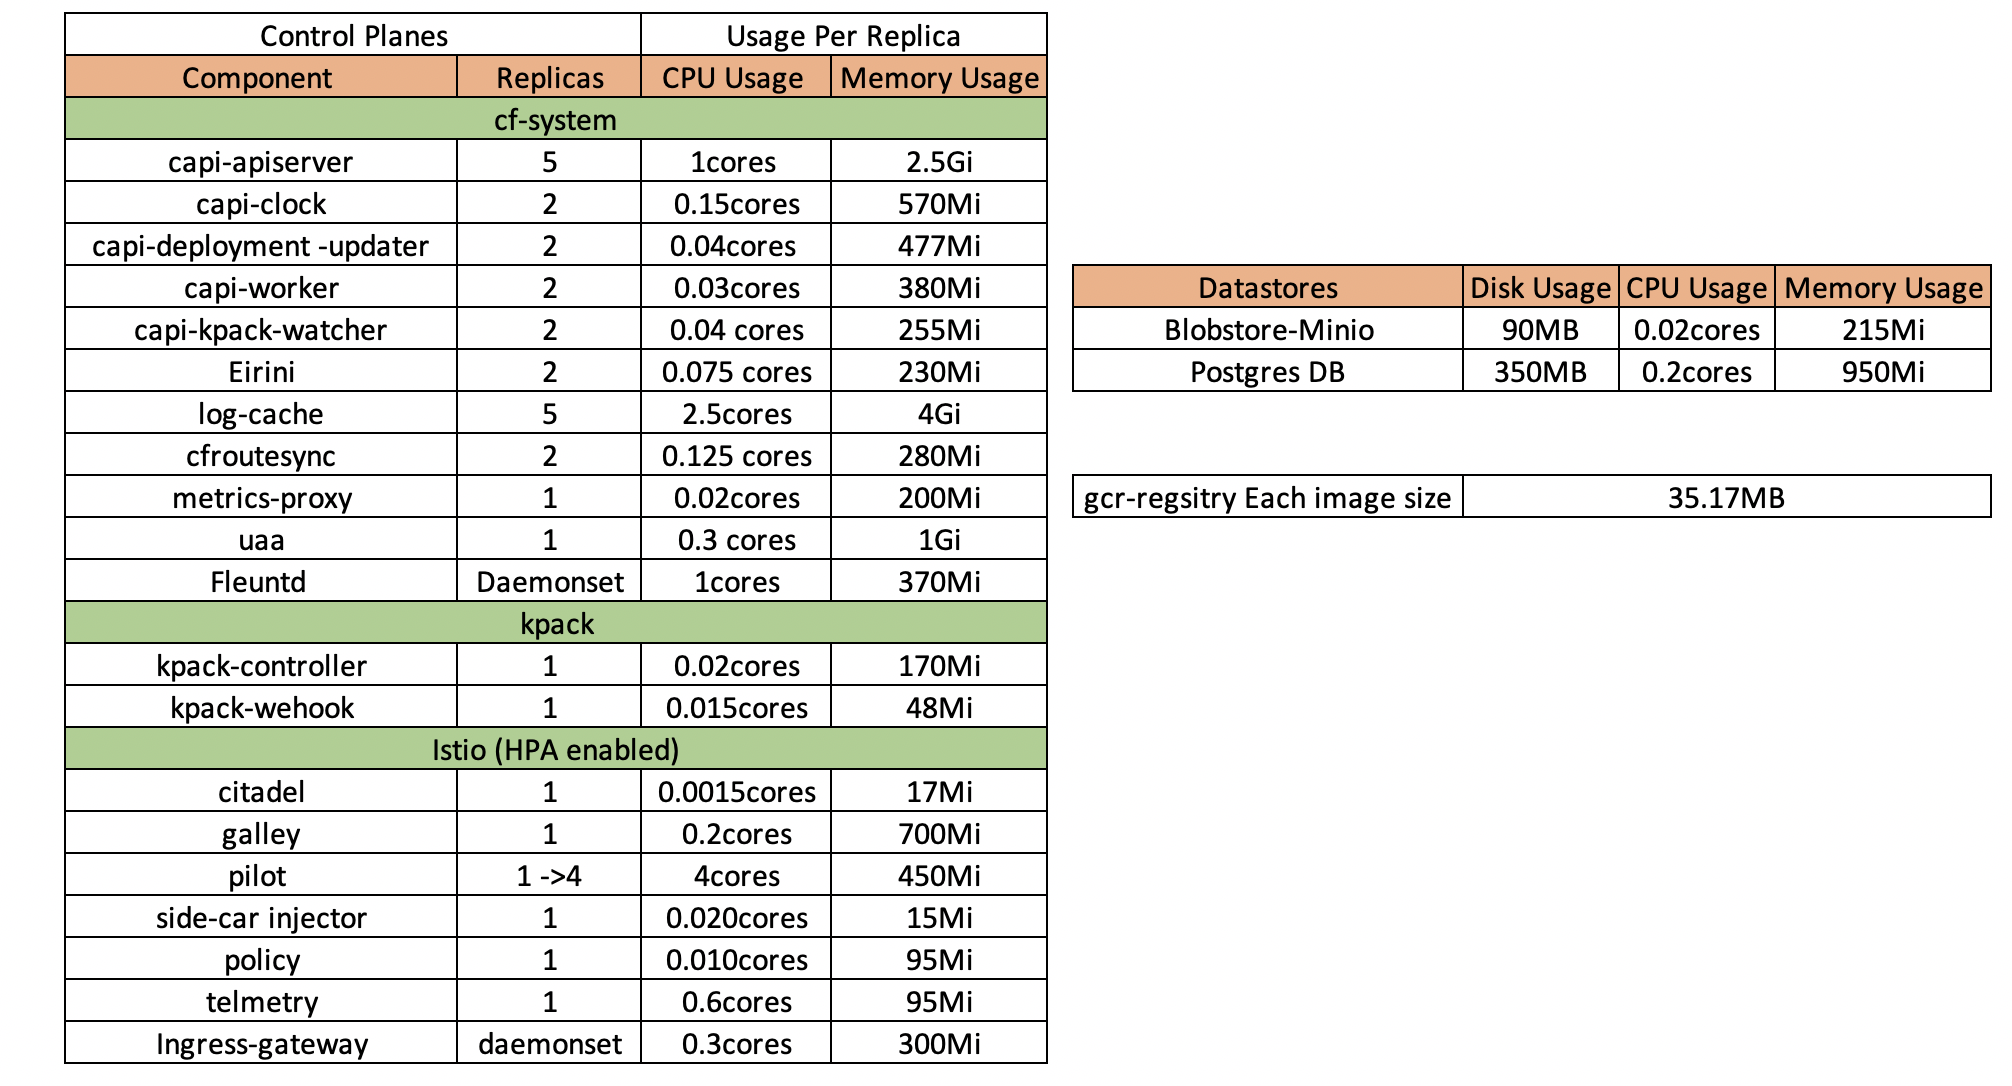 Control Planes Usage Per Replica
Component Replicas CPU Usage Memory Usage
cf-system
capi-apiserver 5 1cores 2.5Gi
capi-clock 2 0.15cores 570Mi
capi-deployment -updater 2 0.04cores 477Mi
capi-worker 2 0.03cores 380Mi
capi-kpack-watcher 2 0.04 cores 255Mi
Eirini 2 0.075 cores 230Mi
log-cache 5 2.5cores 4Gi
cfroutesync 2 0.125 cores 280Mi
metrics-proxy 1 0.02cores 200Mi
uaa 1 0.3 cores 1Gi
Fleuntd Daemonset 1cores 370Mi
kpack
kpack-controller 1 0.02cores 170Mi
kpack-wehook 1 0.015cores 48Mi
Istio (HPA enabled)
citadel 1 0.0015cores 17Mi
galley 1 0.2cores 700Mi
pilot 1 ->4 4cores 450Mi
side-car injector 1 0.020cores 15Mi
policy 1 0.010cores 95Mi
telmetry 1 0.6cores 95Mi
Ingress-gateway daemonset 0.3cores 300Mi
Datastores Disk Usage CPU Usage Memory Usage
Blobstore-Minio 90MB 0.02cores 215Mi
Postgres DB 350MB 0.2cores 950Mi
gcr-regsitry Each image size 35.17MB